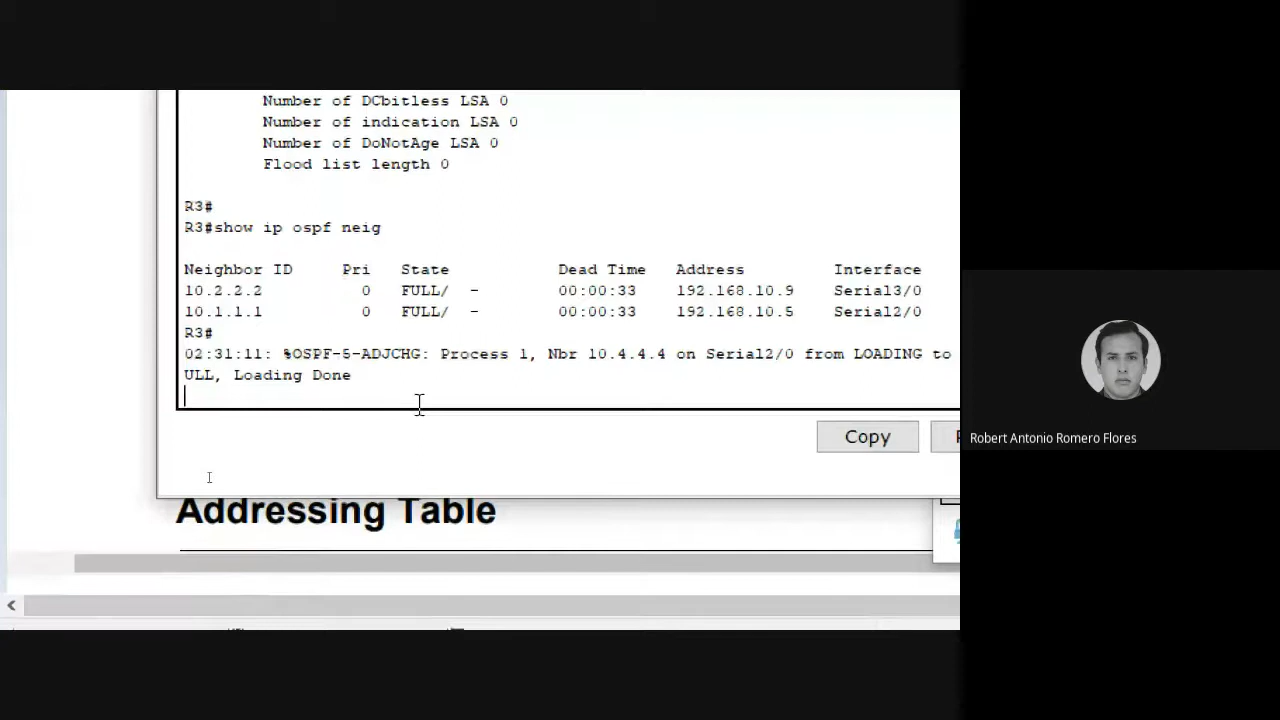 Number of DCbitless LSA 0
Number of indication LSA 0
Number of DoNotAge LSA 0
Flood list length 0
R3#
R3#show ip ospf neig
Neighbor ID Pri State Dead Time Address Interface
10.2.2.2 0 FULL/ - 00:00:33 192.168.10.9 Serial3/0
10.1.1.1 0 FULL/ - 00:00:33 192.168.10.5 Serial2/0
R3#
02:31:11: %OSPF-5-ADJCHG: Process 1, Nbr 10.4.4.4 on Serial2/0 from LOADING to
ULL, Loading Done
Copy
Addressing Table
Robert Antonio Romero Flores